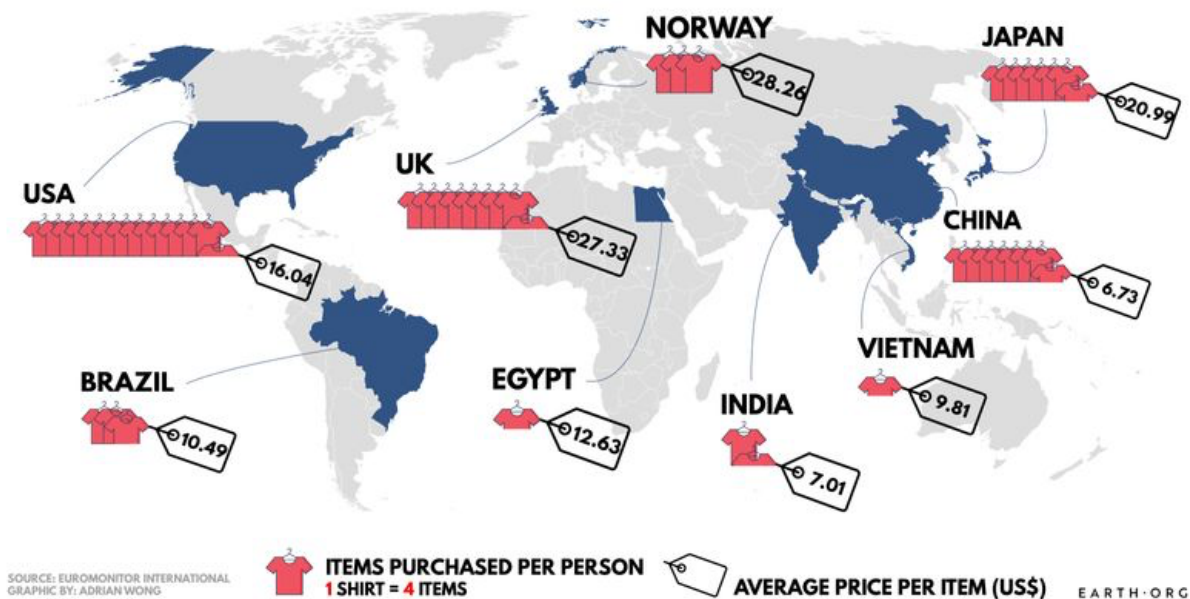 NORWAY
28.26
JAPAN
20.99
UK
27.33
USA
16.04
CHINA
6.73
VIETNAM
9.81
BRAZIL
10.49
EGYPT
12.63
INDIA
7.01
ITEMS PURCHASED PER PERSON
1 SHIRT = 4 ITEMS
AVERAGE PRICE PER ITEM (US$)
SOURCE: EUROMONITOR INTERNATIONAL
GRAPHIC BY: ADRIAN WONG
EARTH·ORG